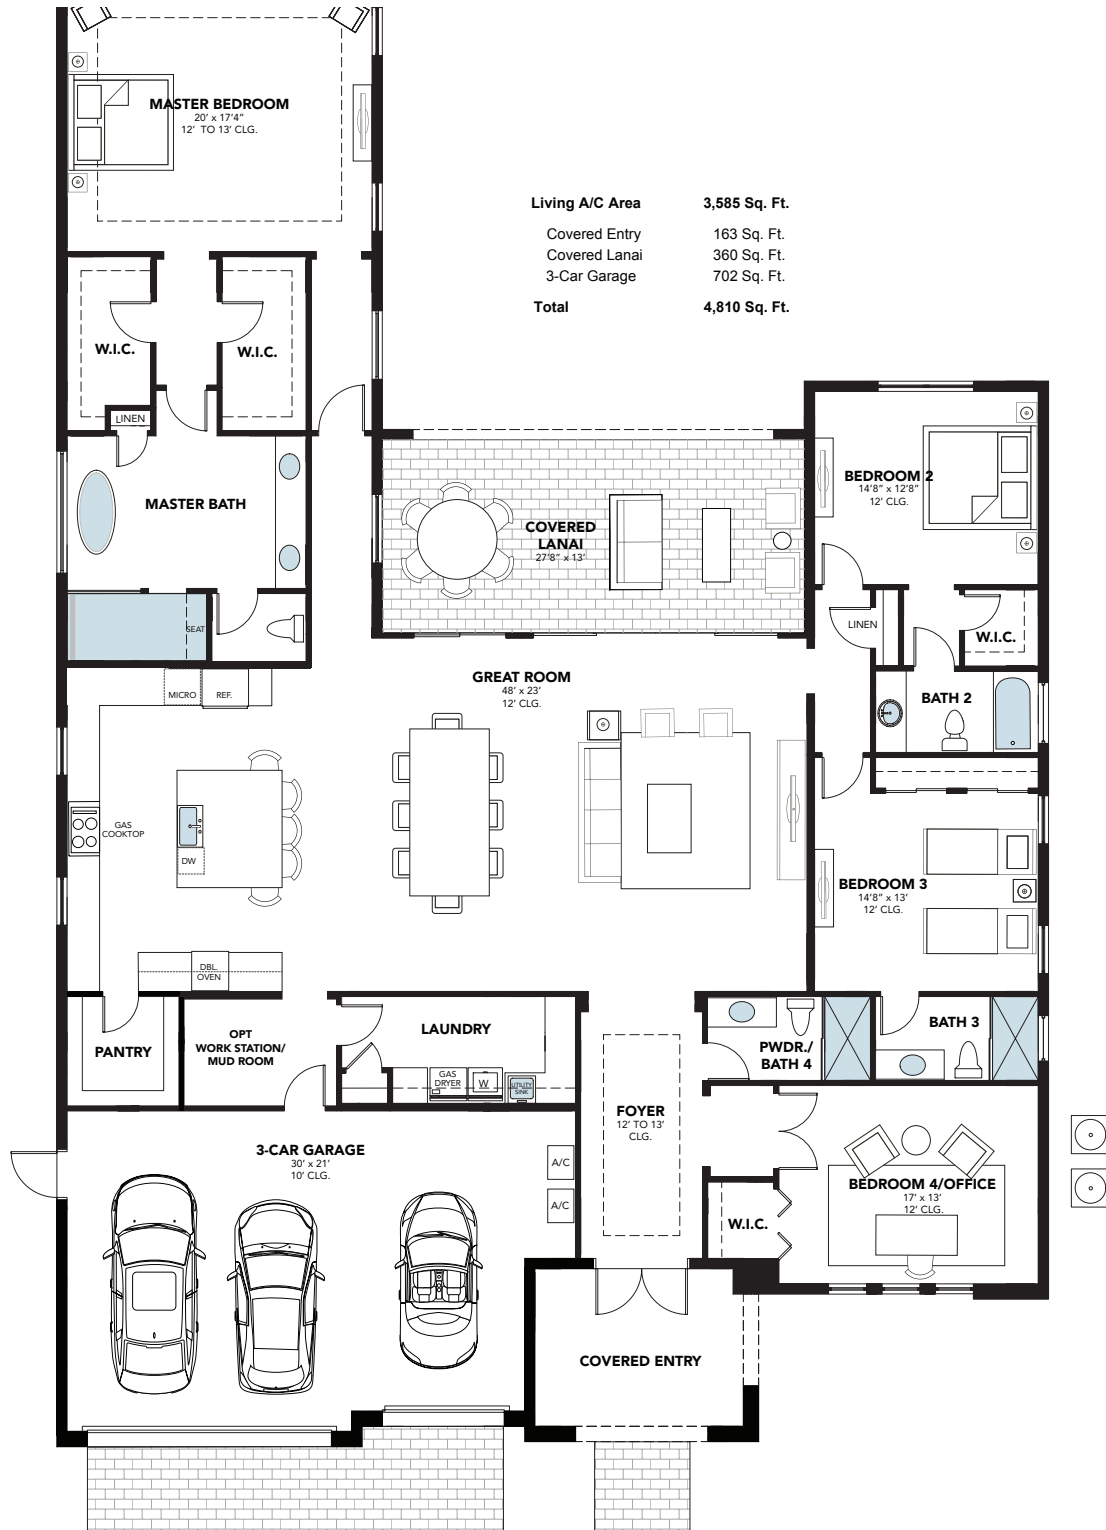 MASTER BEDROOM
20' x 17'4"
12' TO 13' CLG.
Living A/C Area 3,585 Sq. Ft.
Covered Entry 163 Sq. Ft.
Covered Lanai 360 Sq. Ft.
3-Car Garage 702 Sq. Ft.
Total 4,810 Sq. Ft.
W.I.C.
W.I.C.
LINEN
MASTER BATH
SEAT
COVERED
LANAI
27'8" x 13'
BEDROOM 2
14'8" x 12'8"
12' CLG.
LINEN
W.I.C.
BATH 2
GREAT ROOM
48' x 23'
12' CLG.
MICRO
REF.
GAS
COOKTOP
DW
DBL.
OVEN
BEDROOM 3
14'8" x 13'
12' CLG.
PANTRY
OPT
WORK STATION/
MUD ROOM
LAUNDRY
GAS
DRYER
W
UTILITY
SINK
PWDR./
BATH 4
BATH 3
FOYER
12' TO 13'
CLG.
3-CAR GARAGE
30' x 21'
10' CLG.
A/C
A/C
W.I.C.
BEDROOM 4/OFFICE
17' x 13'
12' CLG.
COVERED ENTRY